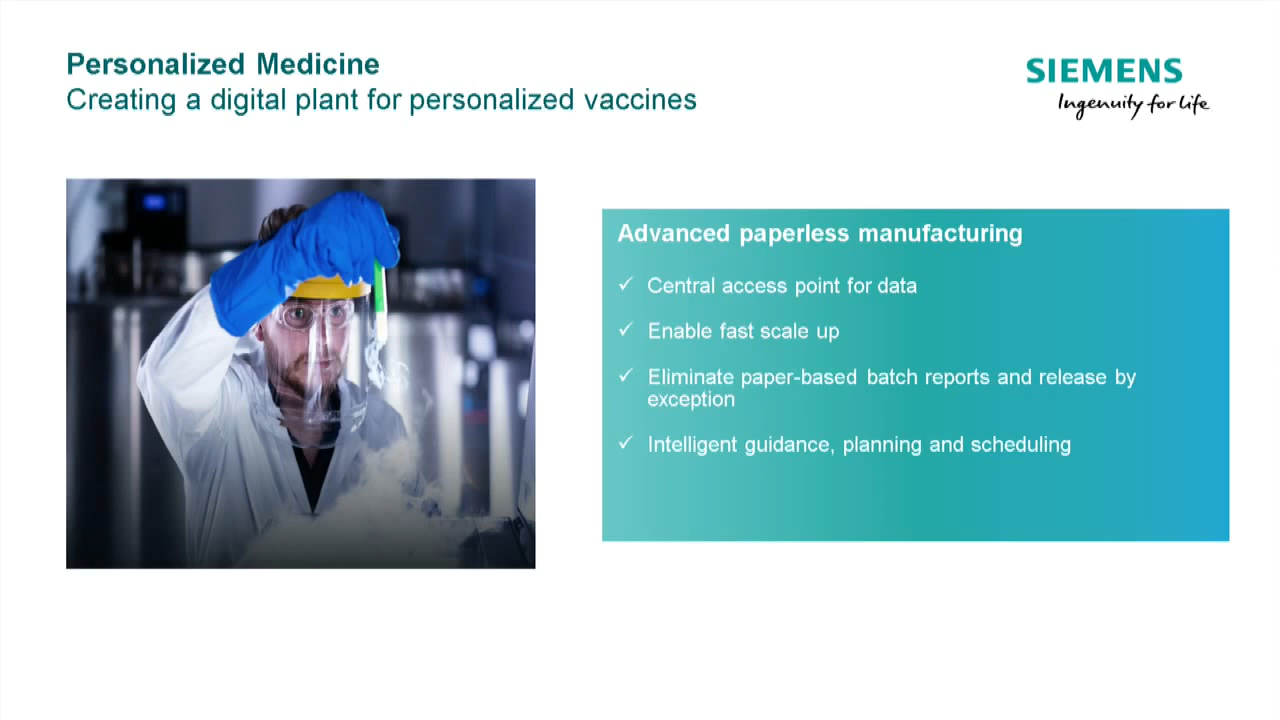 Personalized Medicine
Creating a digital plant for personalized vaccines
SIEMENS
Ingenuity for life
Advanced paperless manufacturing
✓ Central access point for data
✓ Enable fast scale up
✓ Eliminate paper-based batch reports and release by
exception
✓ Intelligent guidance, planning and scheduling